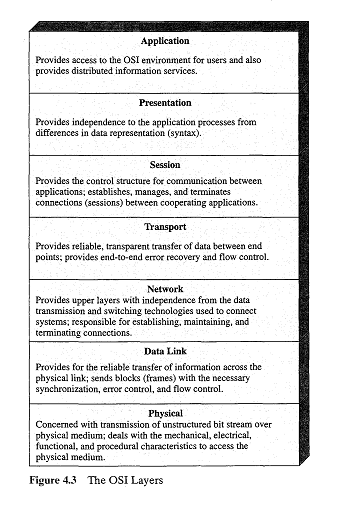 Application
Provides access to the OSI environment for users and also
provides distributed information services.
Presentation
Provides independence to the application processes from
differences in data representation (syntax).
Session
Provides the control structure for communication between
applications; establishes, manages, and terminates
connections (sessions) between cooperating applications.
Transport
Provides reliable, transparent transfer of data between end
points; provides end-to-end error recovery and flow control.
Network
Provides upper layers with independence from the data
transmission and switching technologies used to connect
systems; responsible for establishing, maintaining, and
terminating connections.
Data Link
Provides for the reliable transfer of information across the
physical link; sends blocks (frames) with the necessary
synchronization, error control, and flow control.
Physical
Concerned with transmission of unstructured bit stream over
physical medium; deals with the mechanical, electrical,
functional, and procedural characteristics to access the
physical medium.
Figure 4.3 The OSI Layers